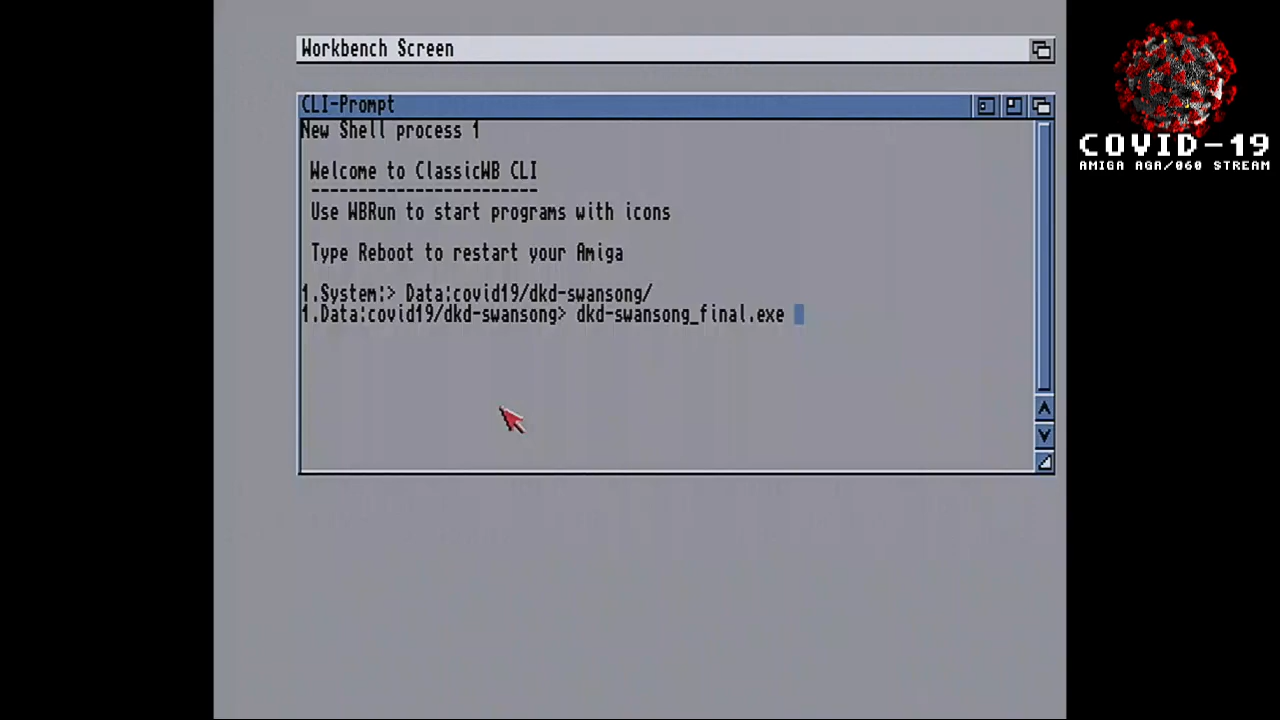 Workbench Screen
CLI-Prompt
New Shell process 1
Welcome to ClassicWB CLI
------------------------
Use WBRun to start programs with icons
Type Reboot to restart your Amiga
1.System:> Data:covid19/dkd-swansong/
1.Data:covid19/dkd-swansong> dkd-swansong_final.exe
COVID-19
AMIGA AGA/060 STREAM